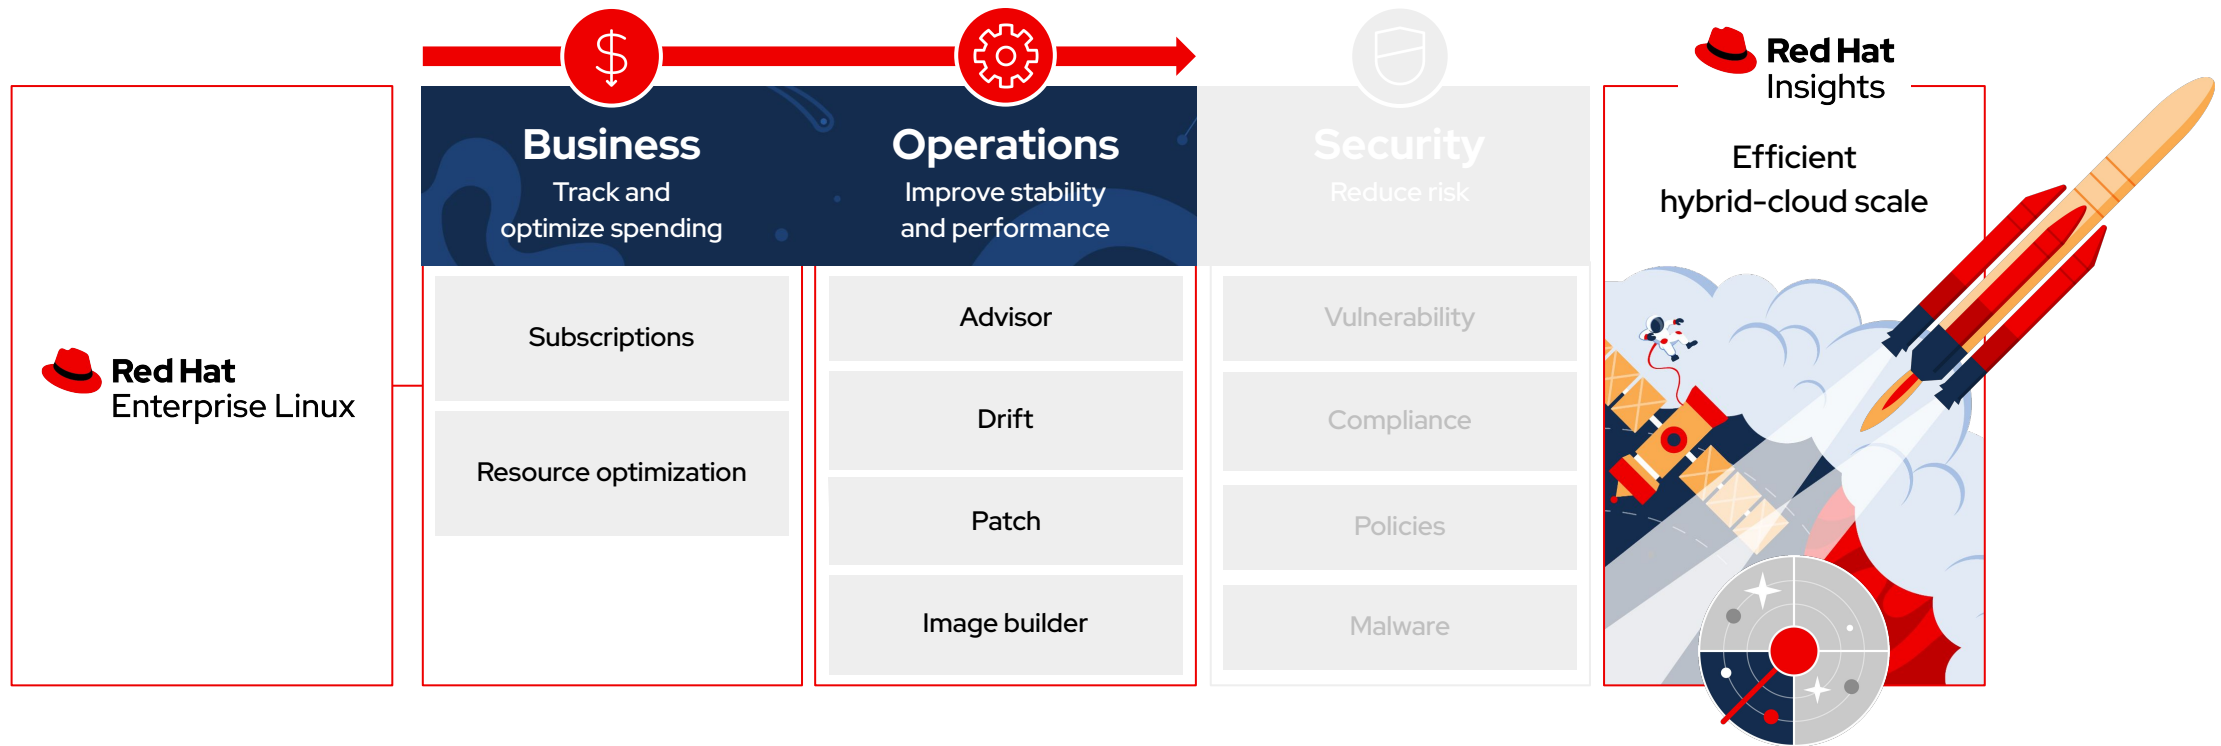 Red Hat
Enterprise Linux
Business
Track and
optimize spending
Subscriptions
Resource optimization
Operations
Improve stability
and performance
Advisor
Drift
Patch
Image builder
Security
Reduce risk
Vulnerability
Compliance
Policies
Malware
Red Hat
Insights
Efficient
hybrid-cloud scale